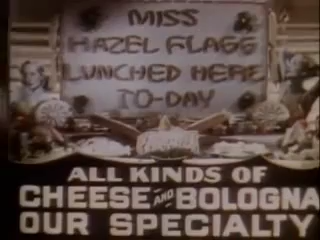 MISS
HAZEL FLAGG
LUNCHED HERE
TO-DAY
ALL KINDS OF
CHEESE AND BOLOGNA
OUR SPECIALTY